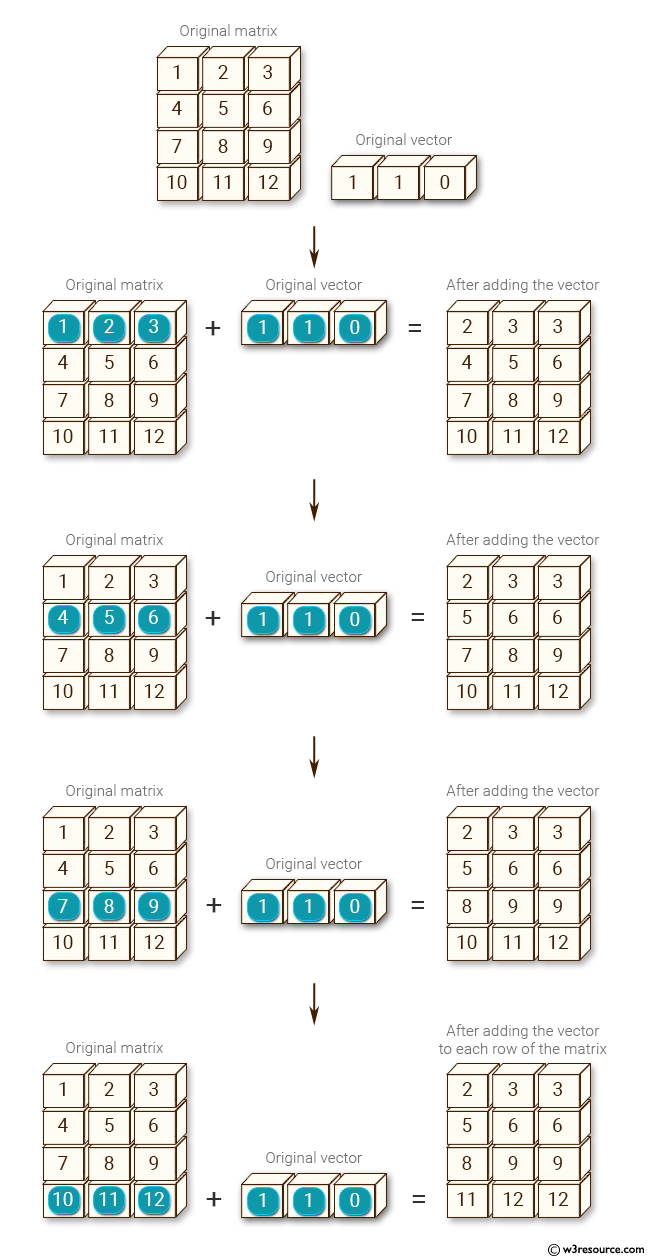 Original matrix
1 2 3
4 5 6
7 8 9
10 11 12
Original vector
1 1 0
Original matrix
1 2 3
4 5 6
7 8 9
10 11 12
+
Original vector
1 1 0
=
After adding the vector
2 3 3
4 5 6
7 8 9
10 11 12
Original matrix
1 2 3
4 5 6
7 8 9
10 11 12
+
Original vector
1 1 0
=
After adding the vector
2 3 3
5 6 6
7 8 9
10 11 12
Original matrix
1 2 3
4 5 6
7 8 9
10 11 12
+
Original vector
1 1 0
=
After adding the vector
2 3 3
5 6 6
8 9 9
10 11 12
Original matrix
1 2 3
4 5 6
7 8 9
10 11 12
+
Original vector
1 1 0
=
After adding the vector
to each row of the matrix
2 3 3
5 6 6
8 9 9
11 12 12
© w3resource.com